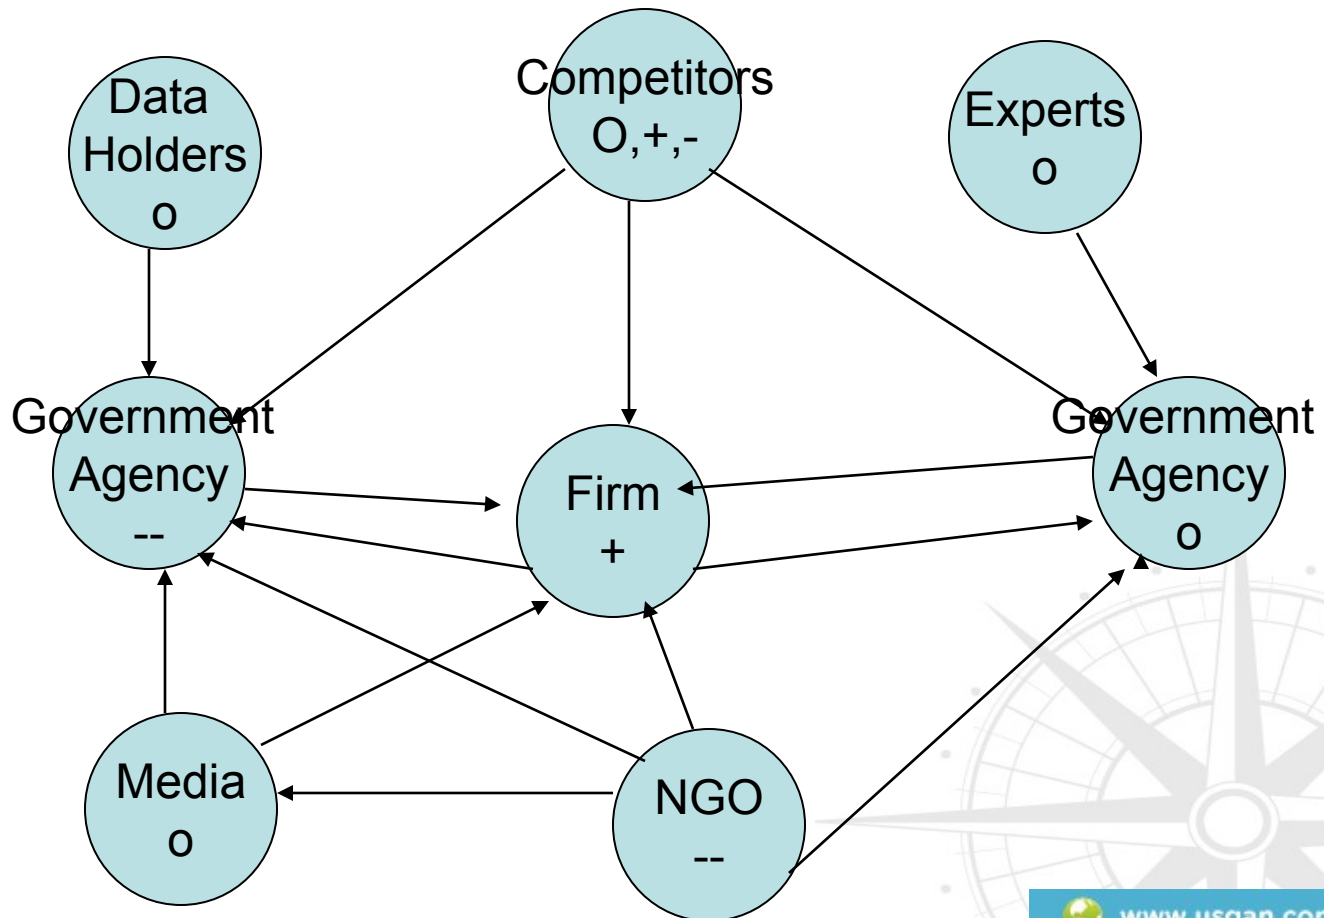 Data
Holders
o
Competitors
O,+,-
Experts
o
Government
Agency
--
Firm
+
Government
Agency
o
Media
o
NGO
--